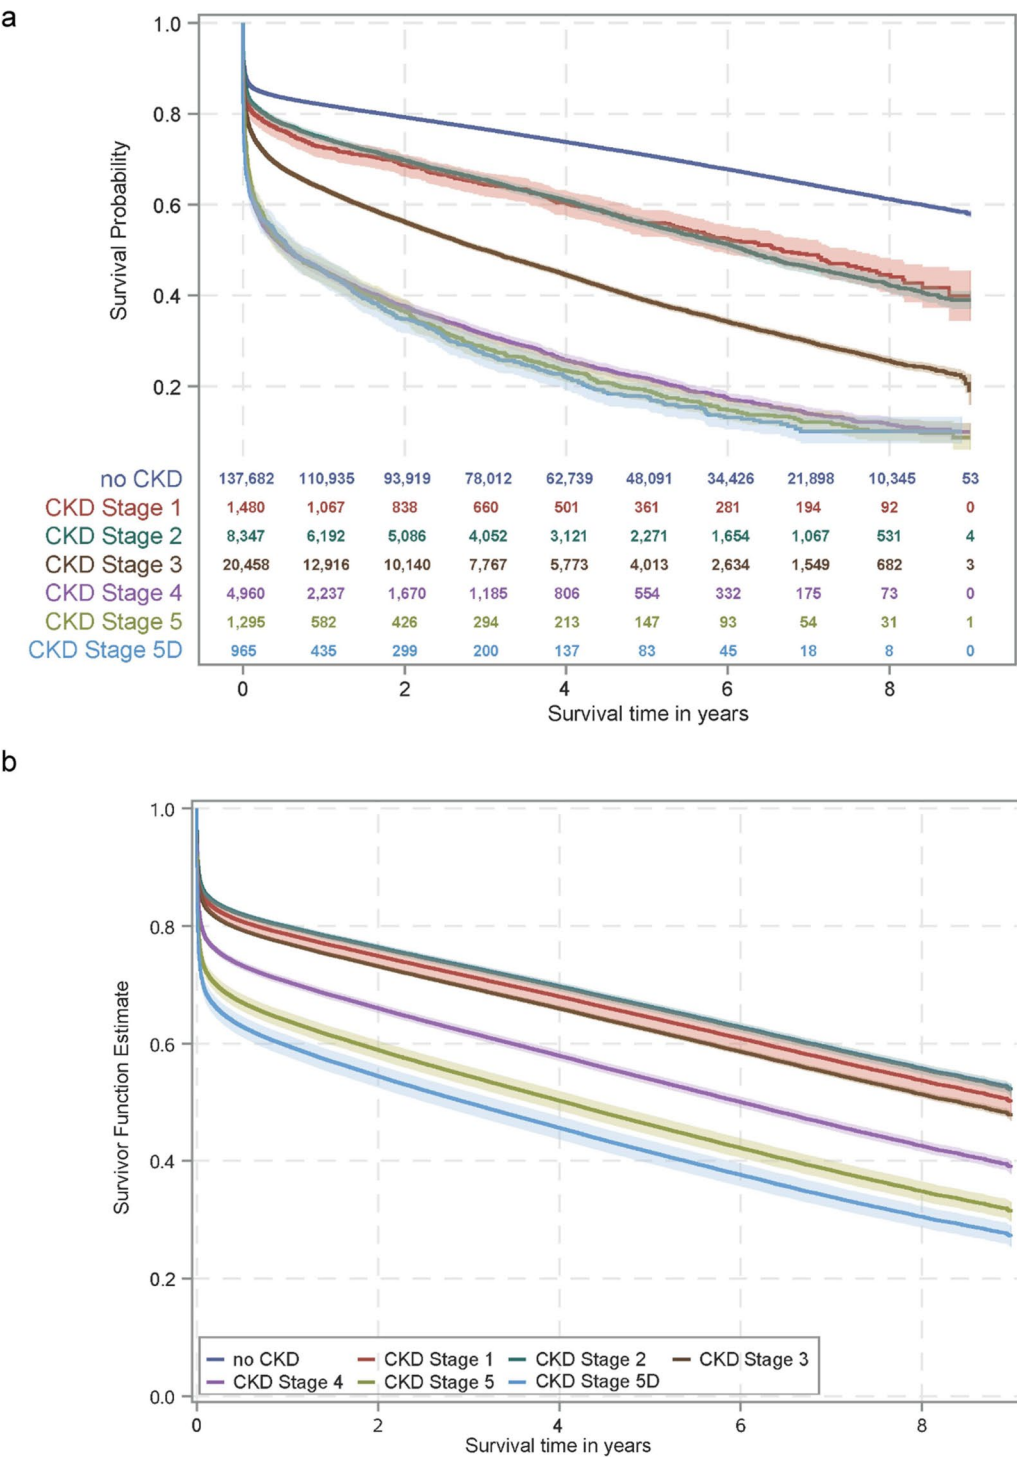 a
1.0
0.8
0.6
0.4
0.2
Survival Probability
no CKD 137,682 110,935 93,919 78,012 62,739 48,091 34,426 21,898 10,345 53
CKD Stage 1 1,480 1,067 838 660 501 361 281 194 92 0
CKD Stage 2 8,347 6,192 5,086 4,052 3,121 2,271 1,654 1,067 531 4
CKD Stage 3 20,458 12,916 10,140 7,767 5,773 4,013 2,634 1,549 682 3
CKD Stage 4 4,960 2,237 1,670 1,185 806 554 332 175 73 0
CKD Stage 5 1,295 582 426 294 213 147 93 54 31 1
CKD Stage 5D 965 435 299 200 137 83 45 18 8 0
0 2 4 6 8
Survival time in years
b
1.0
0.8
0.6
0.4
0.2
0.0
Survivor Function Estimate
no CKD CKD Stage 1 CKD Stage 2 CKD Stage 3
CKD Stage 4 CKD Stage 5 CKD Stage 5D
0 2 4 6 8
Survival time in years